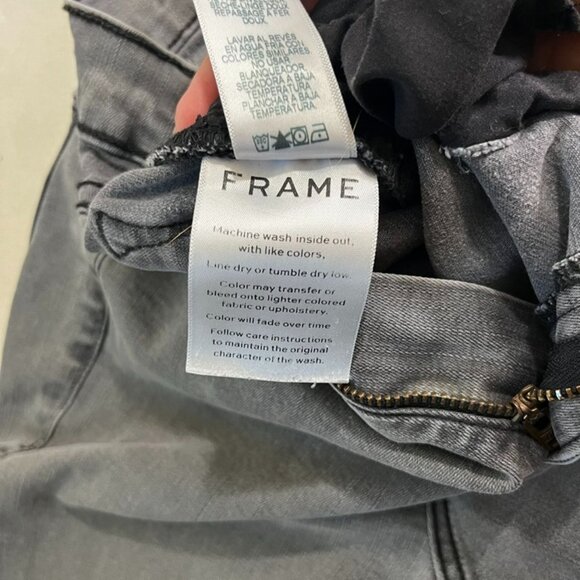 SÈCHE-LINGE DOUX.
REPASSAGE À FER
DOUX.
LAVAR AL REVÉS
EN AGUA FRIA CON
COLORES SIMILARES
NO USAR
BLANQUEADOR
SECADORA A BAJA
TEMPERATURA
PLANCHAR A BAJA
TEMPERATURA
FRAME
Machine wash inside out,
with like colors,
Line dry or tumble dry low.
Color may transfer or
bleed onto lighter colored
fabric or upholstery.
Color will fade over time
Follow care instructions
to maintain the original
character of the wash.